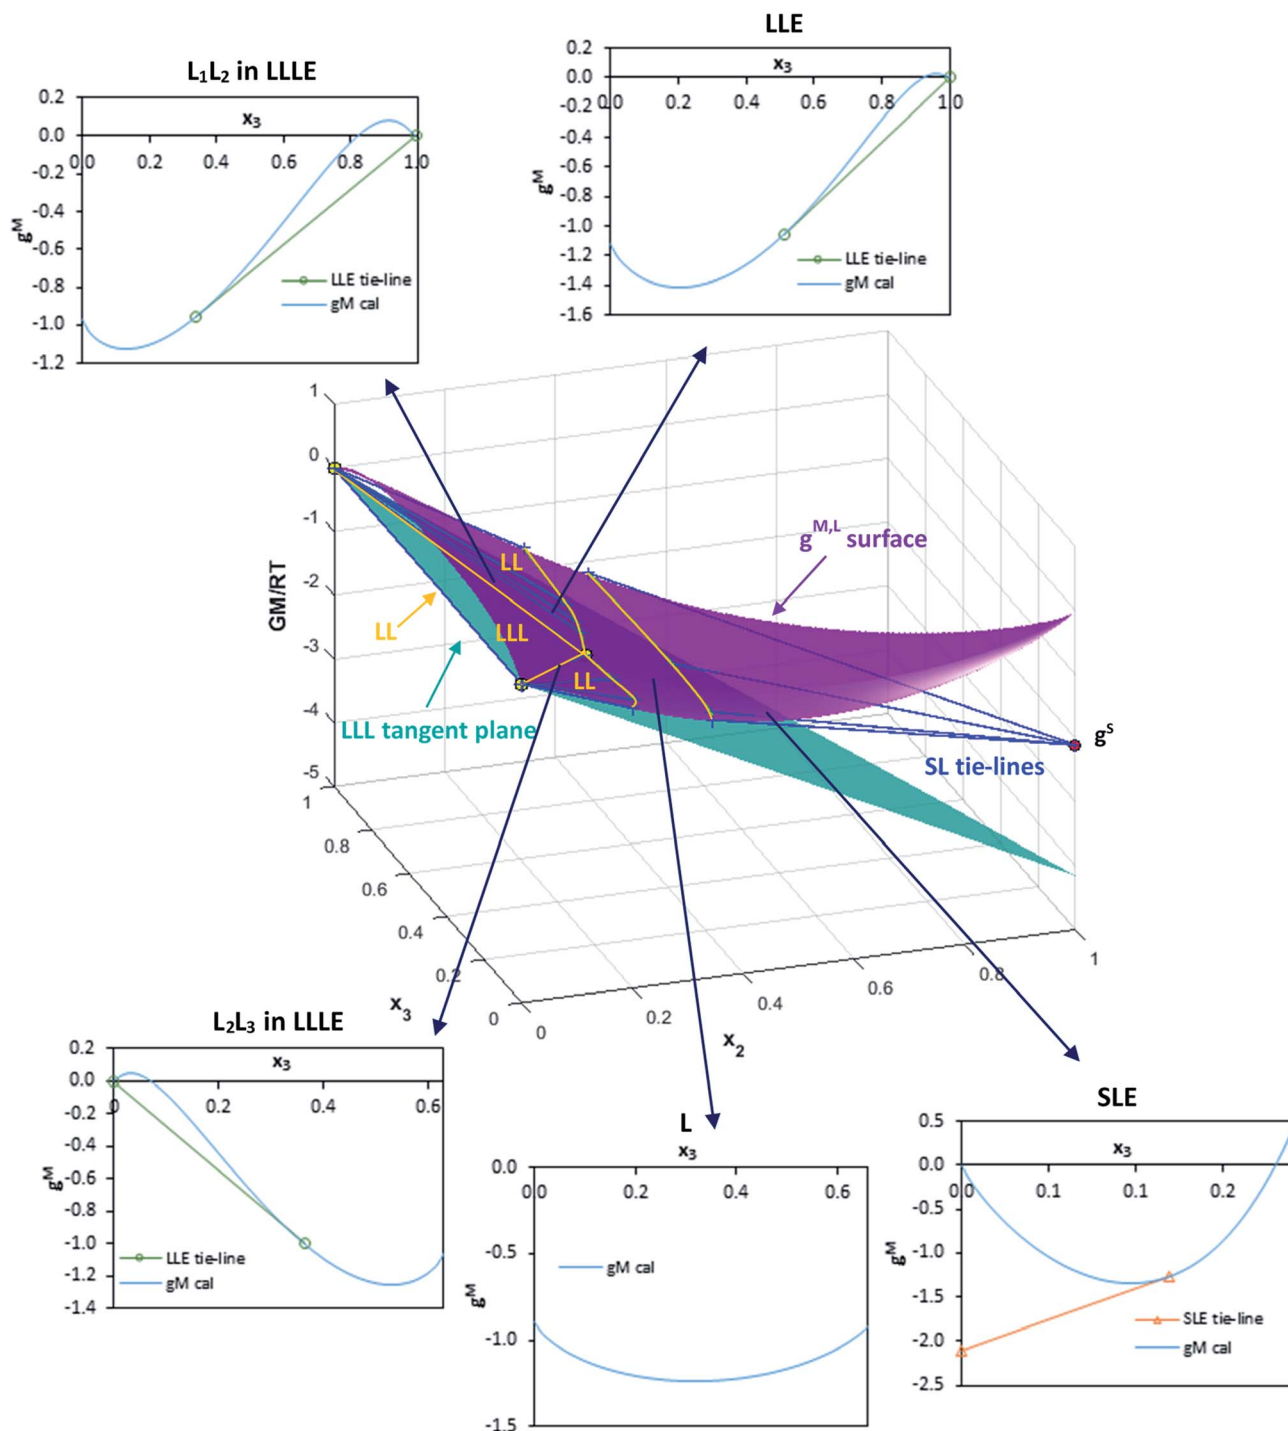 LLE
L₁L₂ in LLLE
0.2
0.0
-0.2
-0.4
-0.6
-0.8
-1.0
-1.2
-1.4
-1.6
x₃
0.0 0.2 0.4 0.6 0.8 1.0
gᴹ
LLE tie-line
gM cal
0.2
0.0
-0.2
-0.4
-0.6
-0.8
-1.0
-1.2
x₃
0.0 0.2 0.4 0.6 0.8 1.0
gᴹ
LLE tie-line
gM cal
1
0
-1
-2
-3
-4
-5
GM/RT
LL
gᴹ,ᴸ surface
LL
LLL
LL
LLL tangent plane
gˢ
SL tie-lines
1
0.8
0.6
0.4
0.2
0
x₃
0
0.2
0.4
0.6
0.8
1
x₂
L₂L₃ in LLLE
0.2
0.0
-0.2
-0.4
-0.6
-0.8
-1.0
-1.2
-1.4
x₃
0 0.2 0.4 0.6
gᴹ
LLE tie-line
gM cal
L
x₃
0.0
-0.5
-1.0
-1.5
0.0 0.2 0.4 0.6
gᴹ
gM cal
SLE
0.5
0.0
-0.5
-1.0
-1.5
-2.0
-2.5
x₃
0.0 0.1 0.1 0.2
gᴹ
SLE tie-line
gM cal